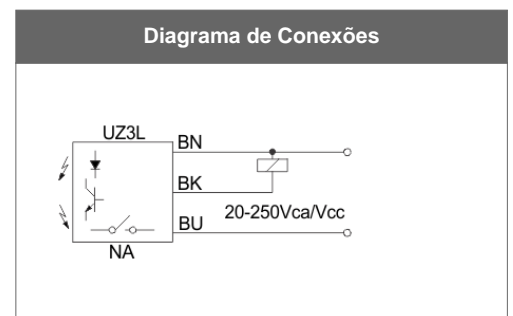 Diagrama de Conexões
UZ3L
BN
BK
20-250Vca/Vcc
BU
NA